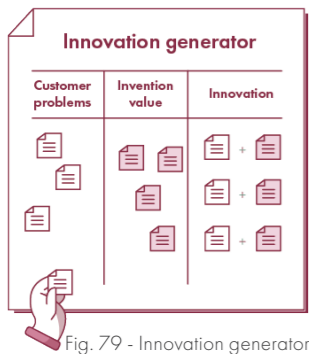 Innovation generator
Customer problems
Invention value
Innovation
+
+
+
Fig. 79 - Innovation generator